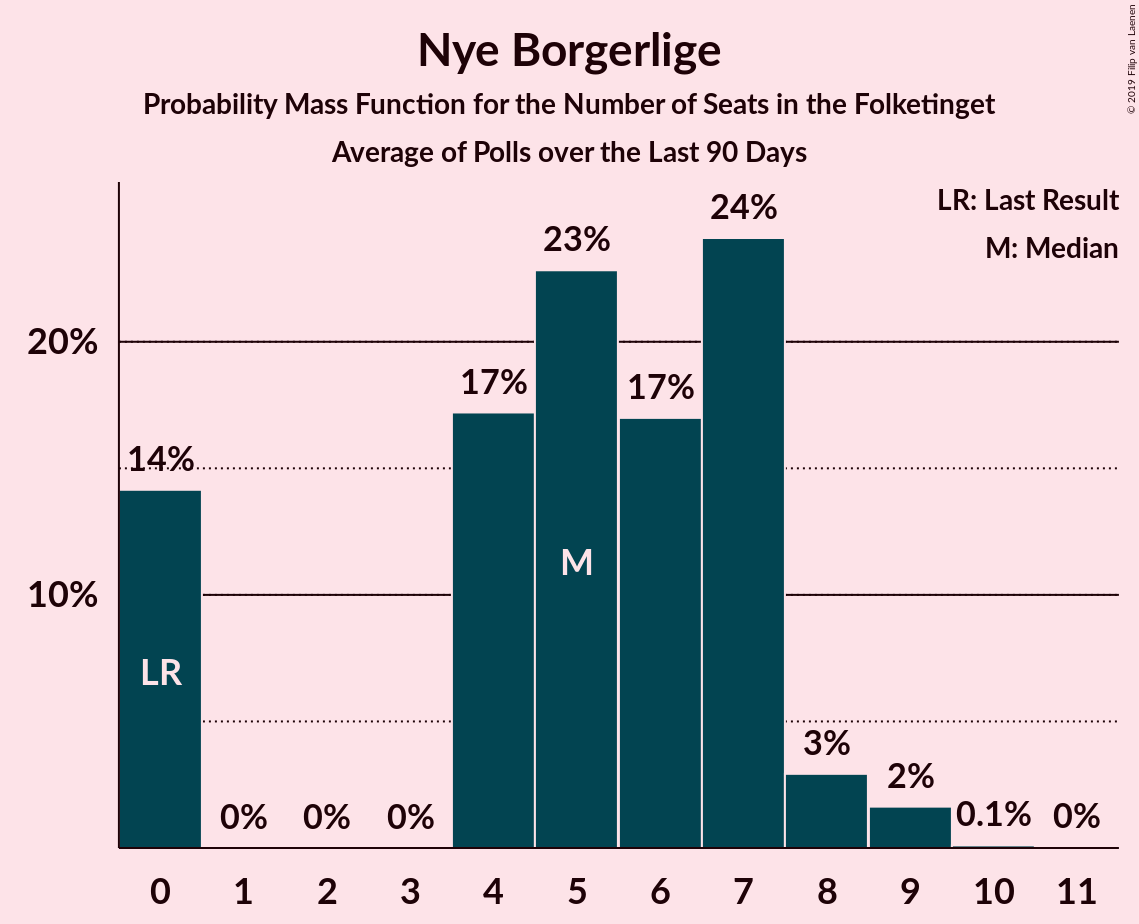 Nye Borgerlige
Probability Mass Function for the Number of Seats in the Folketinget
Average of Polls over the Last 90 Days
© 2019 Filip van Laenen
LR: Last Result
M: Median
20%
10%
14%
0%
0%
0%
17%
23%
17%
24%
3%
2%
0.1%
0%
LR
M
0 1 2 3 4 5 6 7 8 9 10 11